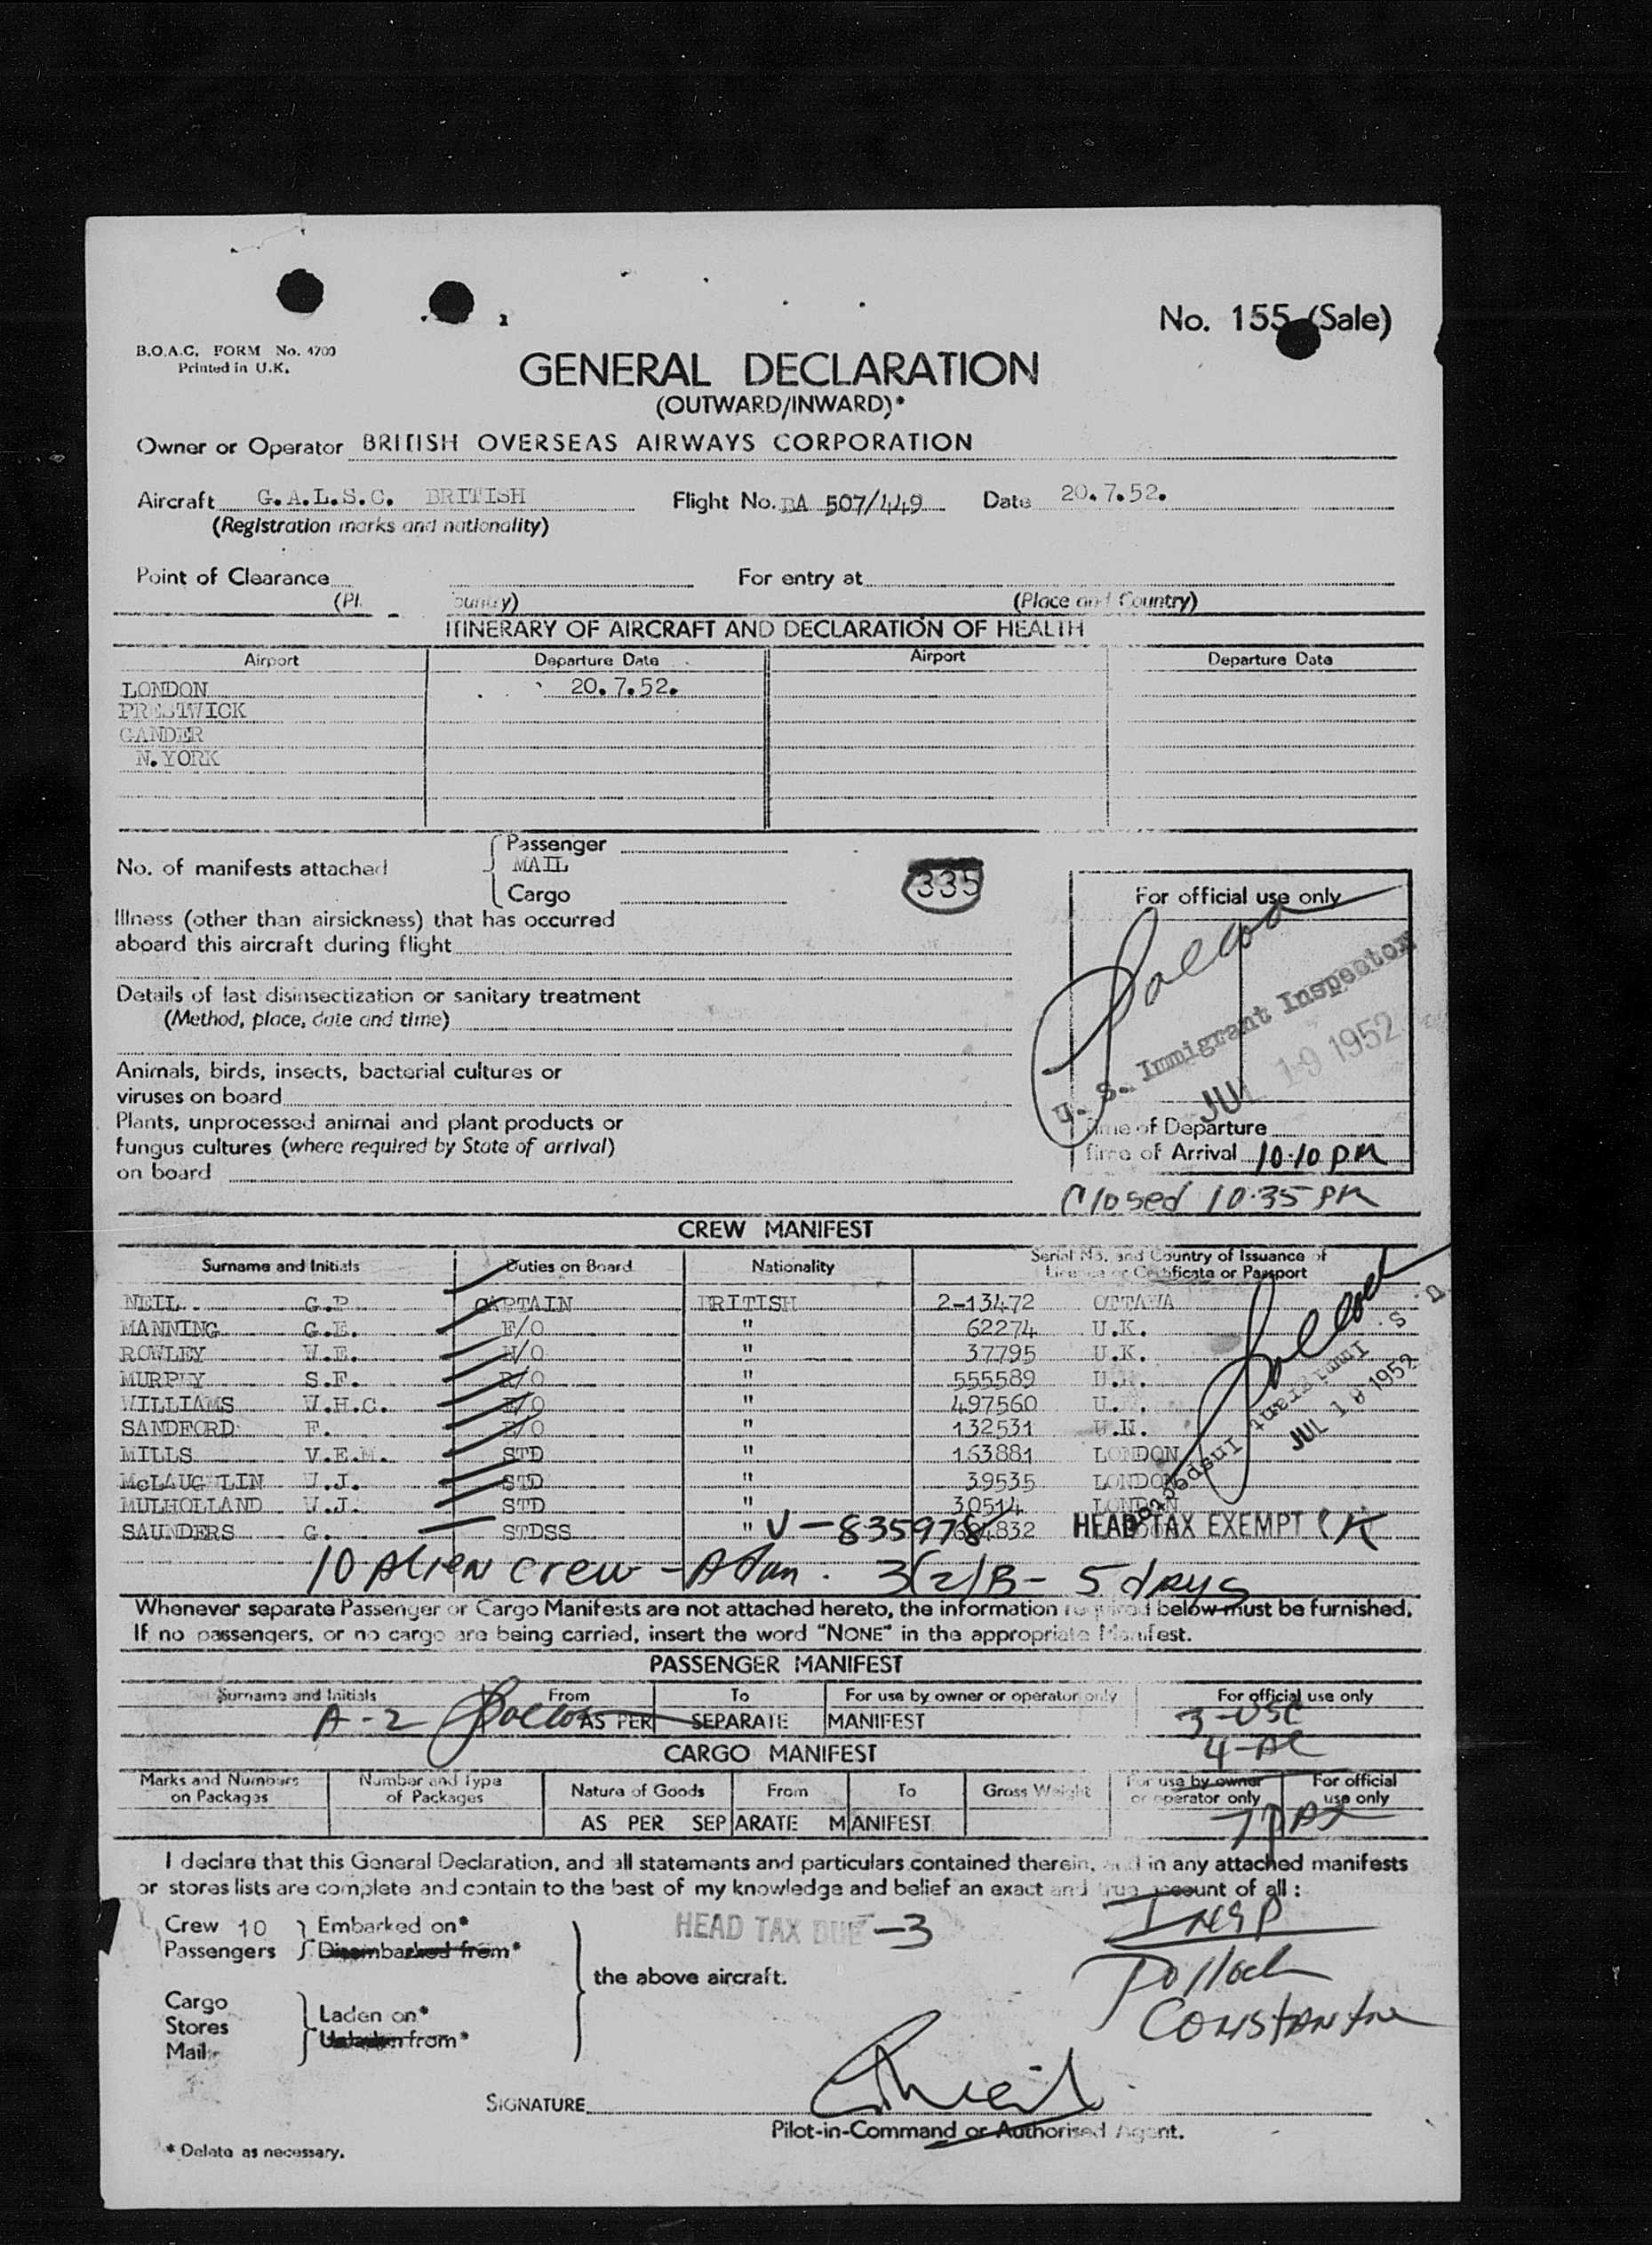 No. 155 (Sale)
B.O.A.C. FORM No. 4700
Printed in U.K.
GENERAL DECLARATION
(OUTWARD/INWARD)*
Owner or Operator BRITISH OVERSEAS AIRWAYS CORPORATION
Aircraft G.A.L.S.C. BRITISH Flight No. BA 507/449 Date 20.7.52.
(Registration marks and nationality)
Point of Clearance For entry at
(Place and Country)
ITINERARY OF AIRCRAFT AND DECLARATION OF HEALTH
Airport Departure Date Airport Departure Date
LONDON 20.7.52.
PRESTWICK
GANDER
N.YORK
No. of manifests attached
Passenger
MAIL
Cargo
335
Illness (other than airsickness) that has occurred
aboard this aircraft during flight
Details of last disinsectization or sanitary treatment
(Method, place, date and time)
Animals, birds, insects, bacterial cultures or
viruses on board
Plants, unprocessed animal and plant products or
fungus cultures (where required by State of arrival)
on board
For official use only
U. S. Immigrant Inspector
JUL 19 1952
Time of Departure
Time of Arrival 10.10 PM
Closed 10.35 PM
CREW MANIFEST
Surname and Initials Duties on Board Nationality Serial No. and Country of Issuance of
Licence or Certificate or Passport
NEIL G.P. CAPTAIN BRITISH 2-13472 OTTAWA
MANNING G.E. F/O " 62274 U.K.
ROWLEY W.E. N/O " 37795 U.K.
MURPLY S.F. R/O " 555589 U.K.
WILLIAMS W.H.C. " 497560
SANDFORD F. " 132531 U.K.
MILLS V.E.M. STD " 163881 LONDON
McLAUGHLIN W.J. STD " 39535 LONDON
MULHOLLAND W.J. STD " 30514 LONDON
SAUNDERS G. STDSS " V-835978 HEAD TAX EXEMPT
U. S. Immigrant Inspector
JUL 19 1952
10 Alien crew - Adm. 3(2)B - 5 days
Whenever separate Passenger or Cargo Manifests are not attached hereto, the information required below must be furnished.
If no passengers, or no cargo are being carried, insert the word "NONE" in the appropriate Manifest.
PASSENGER MANIFEST
Surname and Initials From To For use by owner or operator only For official use only
A-2 AS PER SEPARATE MANIFEST 3-USC
4-AL
CARGO MANIFEST
Marks and Numbers on Packages Number and Type of Packages Nature of Goods From To Gross Weight For use by owner or operator only For official use only
AS PER SEPARATE MANIFEST
I declare that this General Declaration, and all statements and particulars contained therein, and in any attached manifests
or stores lists are complete and contain to the best of my knowledge and belief an exact and true account of all :
Crew 10 Embarked on*
Passengers Disembarked from*
HEAD TAX DUE -3
the above aircraft.
Insp
Pollock
Constantine
Cargo
Stores
Mail
Laden on*
Unladen from*
SIGNATURE
Pilot-in-Command or Authorised Agent.
* Delete as necessary.